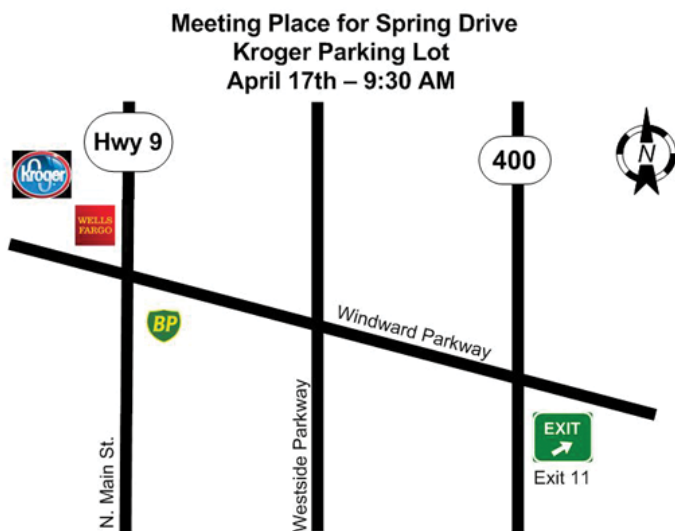 Meeting Place for Spring Drive
Kroger Parking Lot
April 17th – 9:30 AM
Hwy 9
400
N
Kroger
WELLS
FARGO
BP
Windward Parkway
EXIT
Exit 11
N. Main St.
Westside Parkway